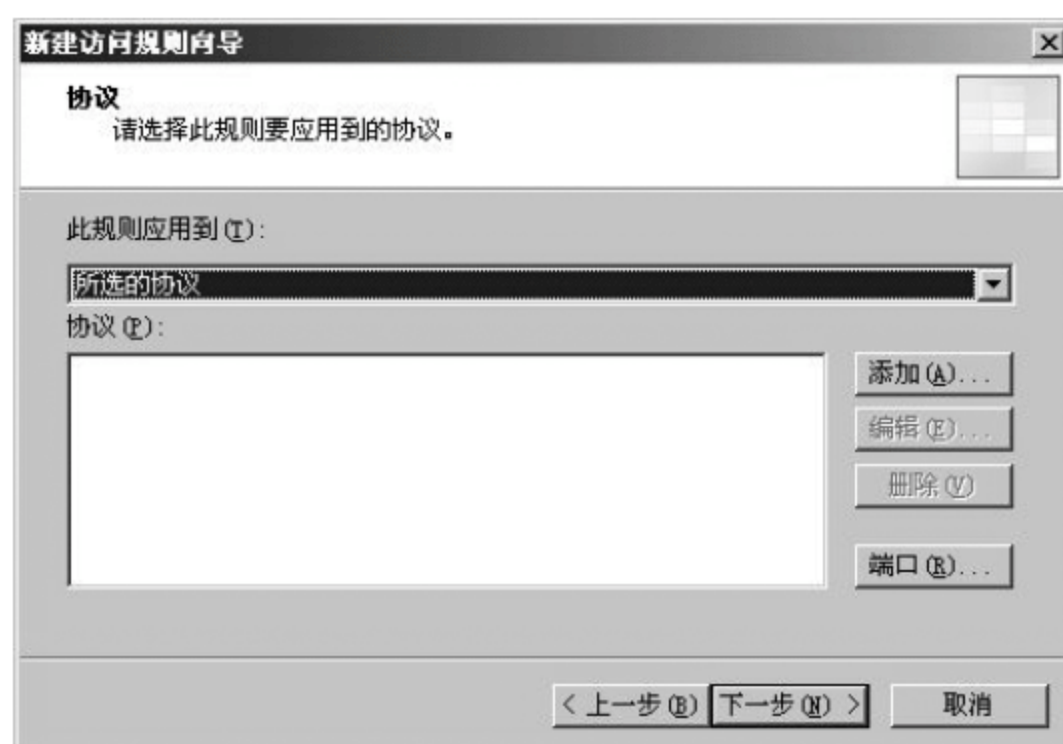 新建访问规则向导
协议
请选择此规则要应用到的协议。
此规则应用到(T):
所选的协议
协议(P):
添加(A)...
编辑(E)...
删除(V)
端口(R)...
< 上一步(B) 下一步(N) > 取消